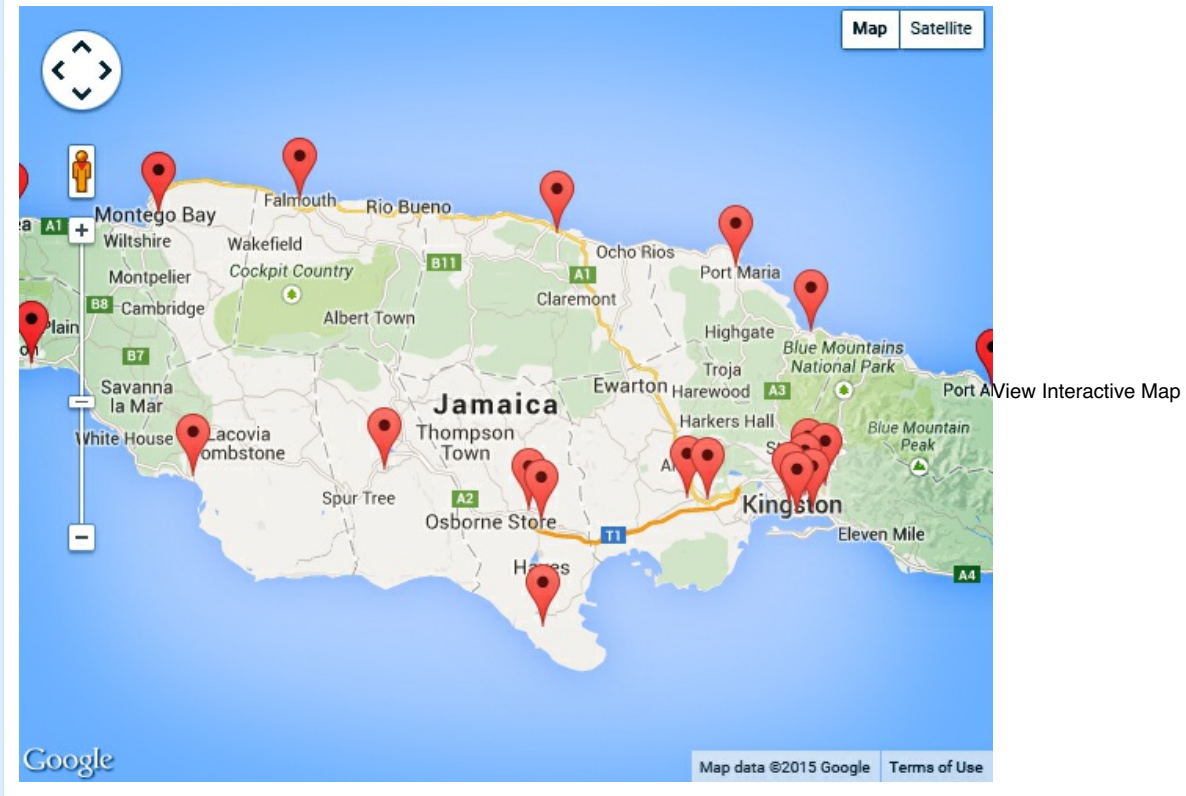 Map
Satellite
Falmouth
Rio Bueno
Montego Bay
A1
Wiltshire
Wakefield
Ocho Rios
Cockpit Country
B11
Port Maria
A1
Montpelier
Claremont
B8
Cambridge
Albert Town
Plain
Highgate
Blue Mountains
National Park
B7
Troja
Savanna
la Mar
Ewarton
Harewood
A3
Port A
View Interactive Map
Jamaica
Harkers Hall
Blue Mountain
Peak
White House
Lacovia
Tombstone
Thompson
Town
Spur Tree
A2
Kingston
Osborne Store
T1
Eleven Mile
Hayes
A4
Google
Map data ©2015 Google
Terms of Use